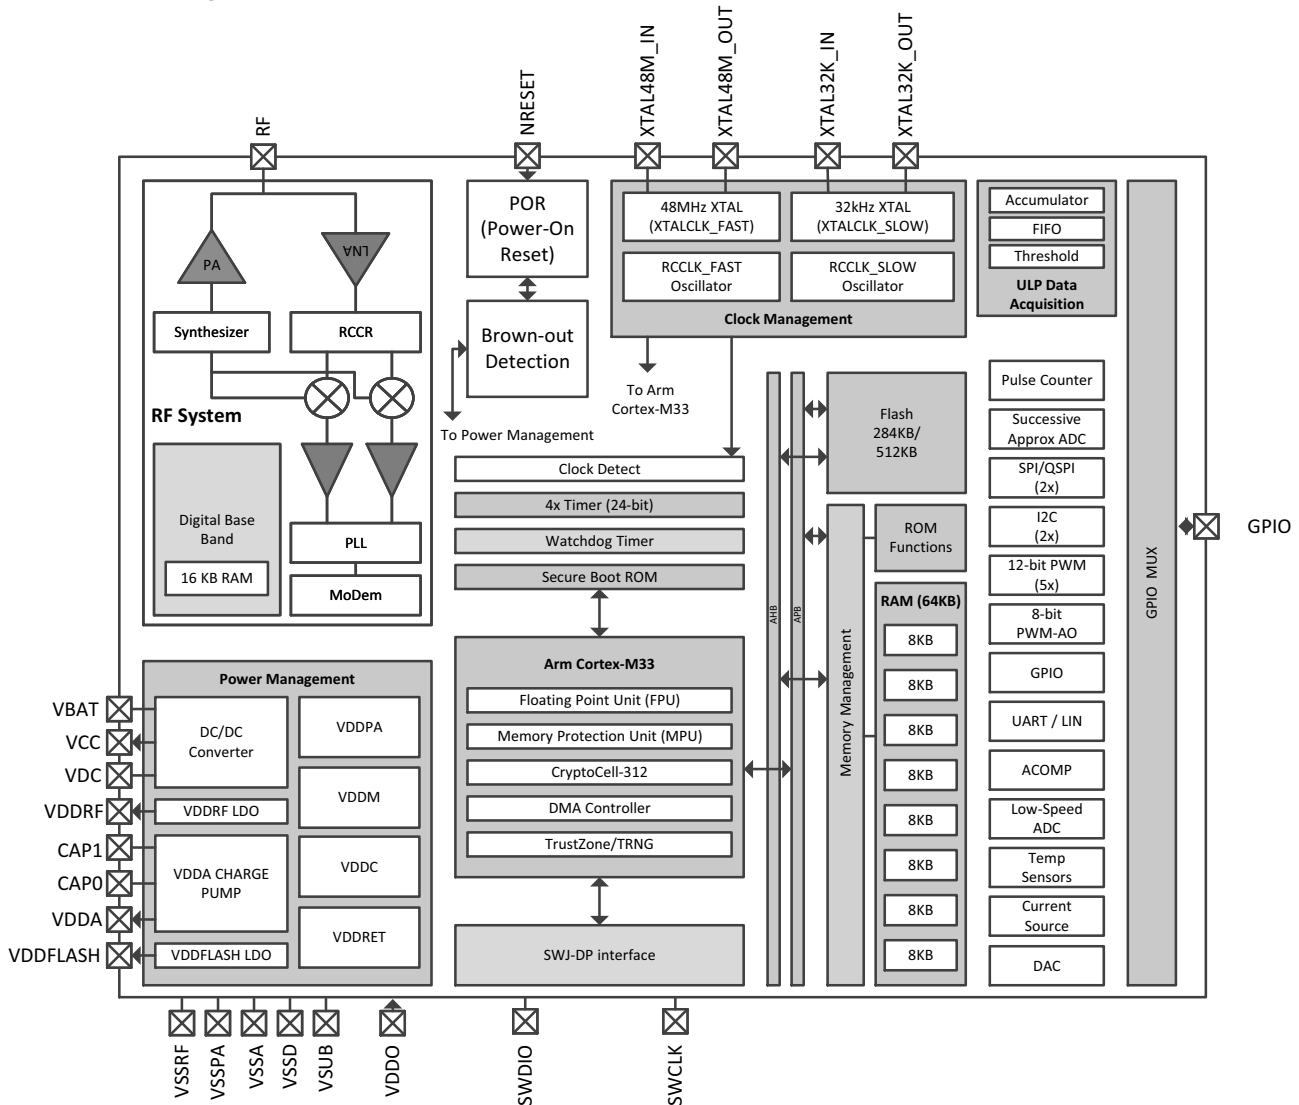 XTAL48M_IN
XTAL48M_OUT
XTAL32K_IN
XTAL32K_OUT
NRESET
RF
PA
LNA
Synthesizer
RCCR
RF System
Digital Base
Band
16 KB RAM
PLL
MoDem
POR
(Power-On
Reset)
Brown-out
Detection
To Power Management
48MHz XTAL
(XTALCLK_FAST)
32kHz XTAL
(XTALCLK_SLOW)
RCCLK_FAST
Oscillator
RCCLK_SLOW
Oscillator
Clock Management
To Arm
Cortex-M33
Accumulator
FIFO
Threshold
ULP Data
Acquisition
Clock Detect
4x Timer (24-bit)
Watchdog Timer
Secure Boot ROM
Arm Cortex-M33
Floating Point Unit (FPU)
Memory Protection Unit (MPU)
CryptoCell-312
DMA Controller
TrustZone/TRNG
SWJ-DP interface
AHB
APB
Flash
284KB/
512KB
Memory Management
ROM
Functions
RAM (64KB)
8KB
8KB
8KB
8KB
8KB
8KB
8KB
8KB
Pulse Counter
Successive
Approx ADC
SPI/QSPI
(2x)
I2C
(2x)
12-bit PWM
(5x)
8-bit
PWM-AO
GPIO
UART / LIN
ACOMP
Low-Speed
ADC
Temp
Sensors
Current
Source
DAC
GPIO MUX
GPIO
Power Management
DC/DC
Converter
VDDRF LDO
VDDA CHARGE
PUMP
VDDFLASH LDO
VDDPA
VDDM
VDDC
VDDRET
VBAT
VCC
VDC
VDDRF
CAP1
CAP0
VDDA
VDDFLASH
VSSRF
VSSPA
VSSA
VSSD
VSUB
VDDO
SWDIO
SWCLK